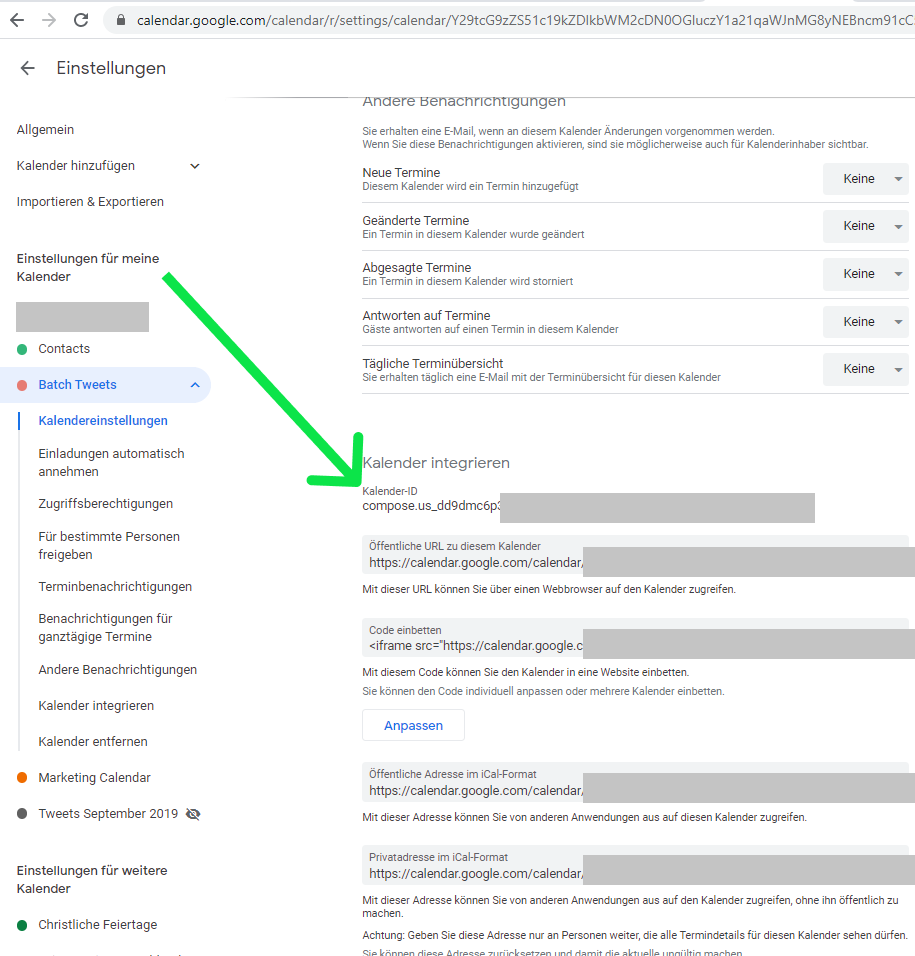 calendar.google.com/calendar/r/settings/calendar/Y29tcG9zZS51c19kZDlkbWM2cDN0OGluczY1a21qaWJnMG8yNEBncm91cC
Einstellungen
Allgemein
Kalender hinzufügen
Importieren & Exportieren
Einstellungen für meine
Kalender
Contacts
Batch Tweets
Kalendereinstellungen
Einladungen automatisch
annehmen
Zugriffsberechtigungen
Für bestimmte Personen
freigeben
Terminbenachrichtigungen
Benachrichtigungen für
ganztägige Termine
Andere Benachrichtigungen
Kalender integrieren
Kalender entfernen
Marketing Calendar
Tweets September 2019
Einstellungen für weitere
Kalender
Christliche Feiertage
Andere Benachrichtigungen
Sie erhalten eine E-Mail, wenn an diesem Kalender Änderungen vorgenommen werden.
Wenn Sie diese Benachrichtigungen aktivieren, sind sie möglicherweise auch für Kalenderinhaber sichtbar.
Neue Termine
Diesem Kalender wird ein Termin hinzugefügt
Keine
Geänderte Termine
Ein Termin in diesem Kalender wurde geändert
Keine
Abgesagte Termine
Ein Termin in diesem Kalender wird storniert
Keine
Antworten auf Termine
Gäste antworten auf einen Termin in diesem Kalender
Keine
Tägliche Terminübersicht
Sie erhalten täglich eine E-Mail mit der Terminübersicht für diesen Kalender
Keine
Kalender integrieren
Kalender-ID
compose.us_dd9dmc6p3
Öffentliche URL zu diesem Kalender
https://calendar.google.com/calendar/
Mit dieser URL können Sie über einen Webbrowser auf den Kalender zugreifen.
Code einbetten
<iframe src="https://calendar.google.c
Mit diesem Code können Sie den Kalender in eine Website einbetten.
Sie können den Code individuell anpassen oder mehrere Kalender einbetten.
Anpassen
Öffentliche Adresse im iCal-Format
https://calendar.google.com/calendar/
Mit dieser Adresse können Sie von anderen Anwendungen aus auf diesen Kalender zugreifen.
Privatadresse im iCal-Format
https://calendar.google.com/calendar/
Mit dieser Adresse können Sie von anderen Anwendungen aus auf den Kalender zugreifen, ohne ihn öffentlich zu
machen.
Achtung: Geben Sie diese Adresse nur an Personen weiter, die alle Termindetails für diesen Kalender sehen dürfen.
Sie können diese Adresse zurücksetzen und damit die aktuelle ungültig machen.